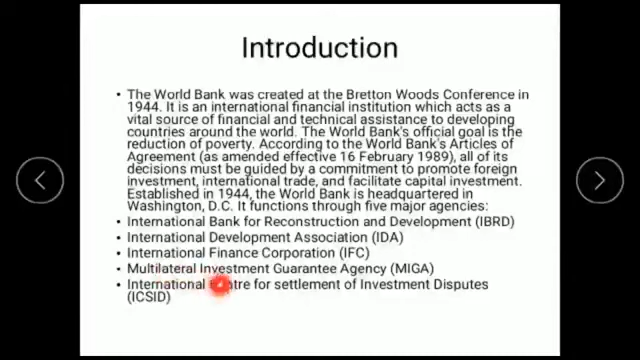 Introduction
• The World Bank was created at the Bretton Woods Conference in
1944. It is an international financial institution which acts as a
vital source of financial and technical assistance to developing
countries around the world. The World Bank's official goal is the
reduction of poverty. According to the World Bank's Articles of
Agreement (as amended effective 16 February 1989), all of its
decisions must be guided by a commitment to promote foreign
investment, international trade, and facilitate capital investment.
Established in 1944, the World Bank is headquartered in
Washington, D.C. It functions through five major agencies:
• International Bank for Reconstruction and Development (IBRD)
• International Development Association (IDA)
• International Finance Corporation (IFC)
• Multilateral Investment Guarantee Agency (MIGA)
• International Centre for settlement of Investment Disputes
(ICSID)